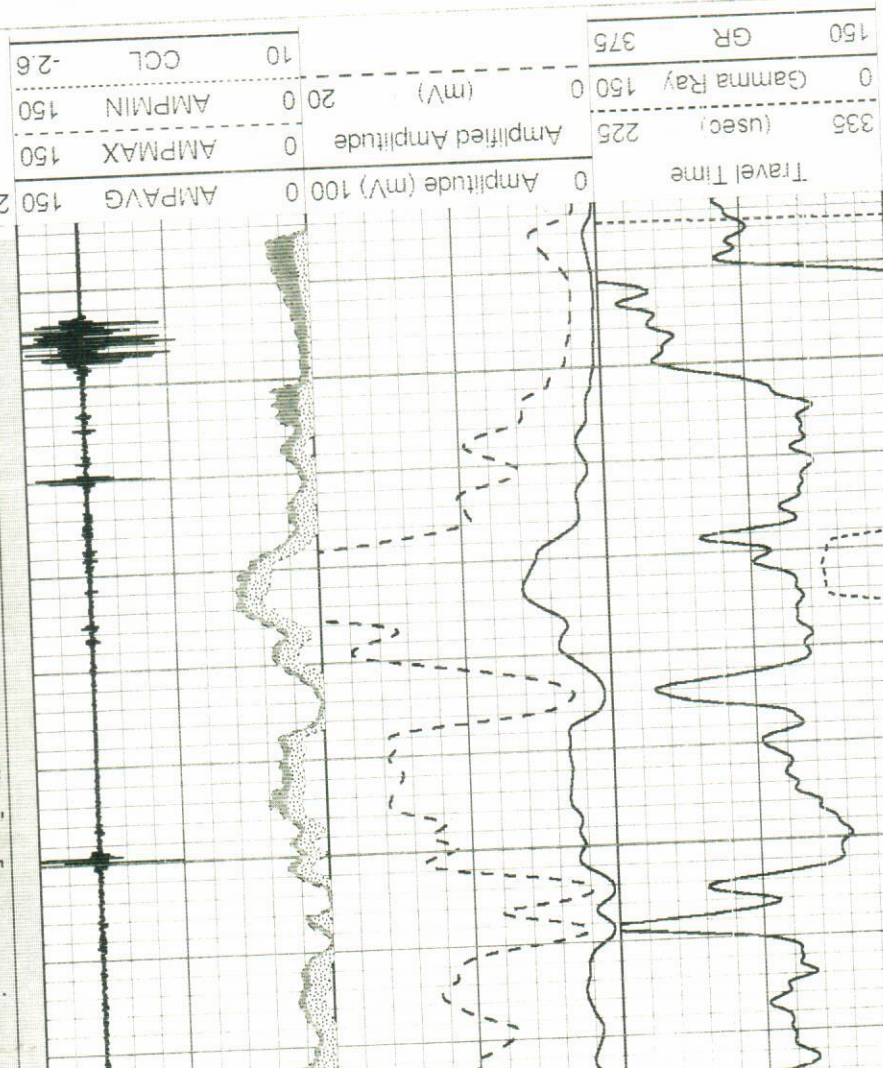 Travel Time
335 (usec) 225
0 Gamma Ray 150
150 GR 375
0 Amplitude (mV) 100
Amplified Amplitude
0 (mV) 20
0 AMPAVG 150
0 AMPMAX 150
0 AMPMIN 150
10 CCL -2.6
2